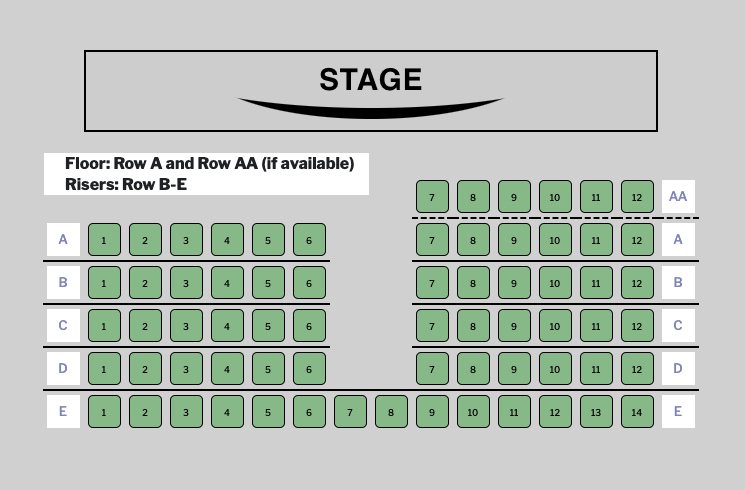 STAGE
Floor: Row A and Row AA (if available)
Risers: Row B-E
7 8 9 10 11 12 AA
A 1 2 3 4 5 6 7 8 9 10 11 12 A
B 1 2 3 4 5 6 7 8 9 10 11 12 B
C 1 2 3 4 5 6 7 8 9 10 11 12 C
D 1 2 3 4 5 6 7 8 9 10 11 12 D
E 1 2 3 4 5 6 7 8 9 10 11 12 13 14 E